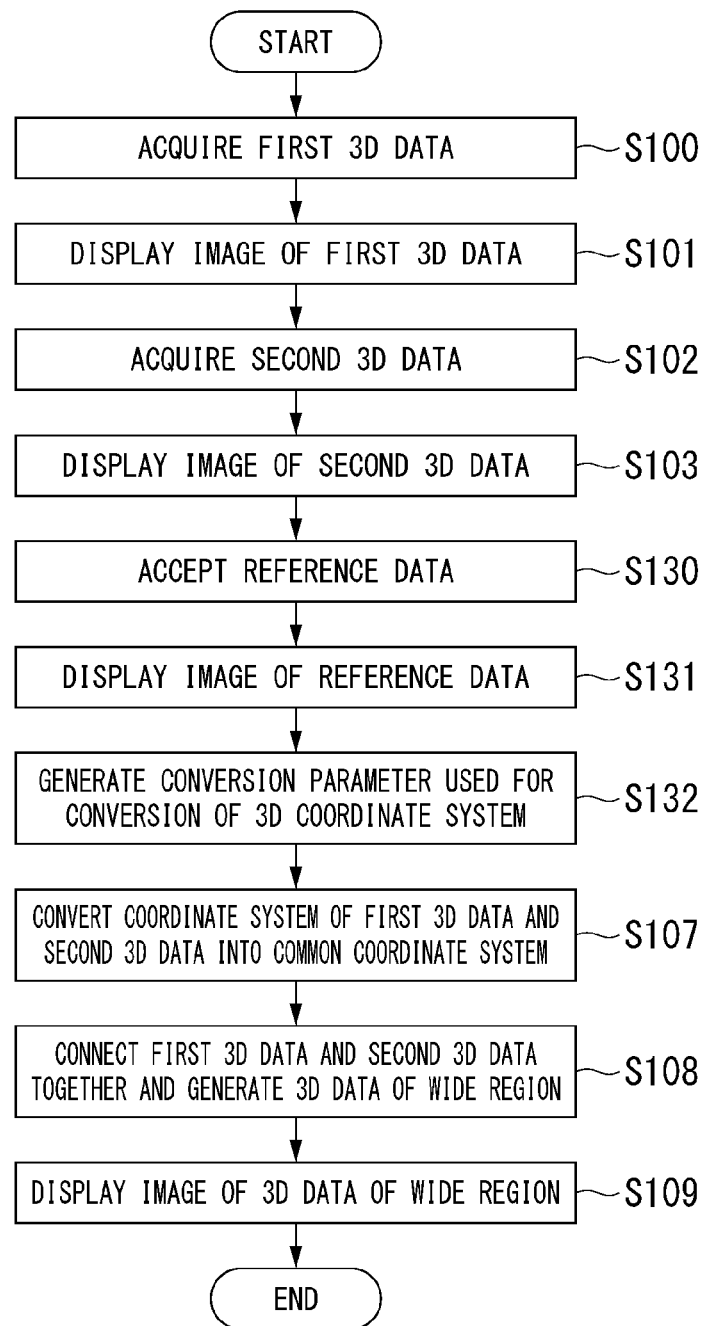 START
ACQUIRE FIRST 3D DATA
S100
DISPLAY IMAGE OF FIRST 3D DATA
S101
ACQUIRE SECOND 3D DATA
S102
DISPLAY IMAGE OF SECOND 3D DATA
S103
ACCEPT REFERENCE DATA
S130
DISPLAY IMAGE OF REFERENCE DATA
S131
GENERATE CONVERSION PARAMETER USED FOR
CONVERSION OF 3D COORDINATE SYSTEM
S132
CONVERT COORDINATE SYSTEM OF FIRST 3D DATA AND
SECOND 3D DATA INTO COMMON COORDINATE SYSTEM
S107
CONNECT FIRST 3D DATA AND SECOND 3D DATA
TOGETHER AND GENERATE 3D DATA OF WIDE REGION
S108
DISPLAY IMAGE OF 3D DATA OF WIDE REGION
S109
END